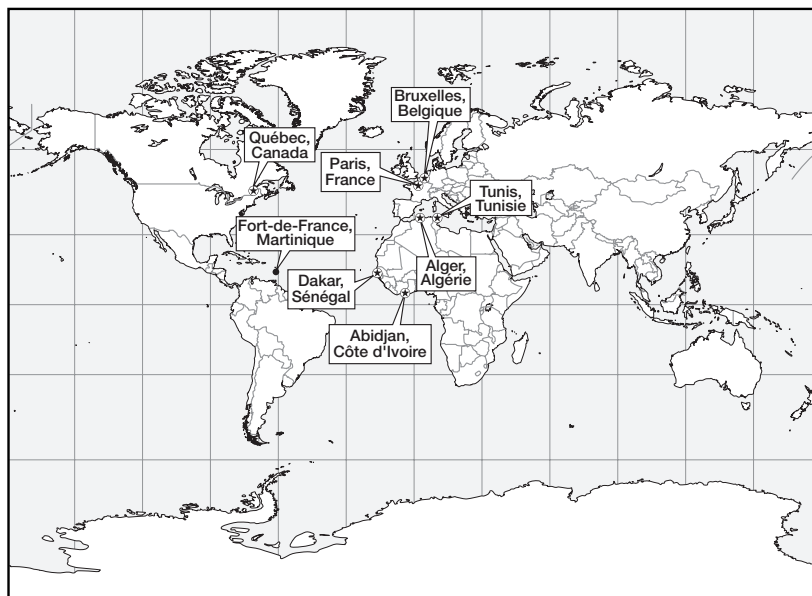 Bruxelles,
Belgique
Québec,
Canada
Paris,
France
Tunis,
Tunisie
Fort-de-France,
Martinique
Alger,
Algérie
Dakar,
Sénégal
Abidjan,
Côte d'Ivoire